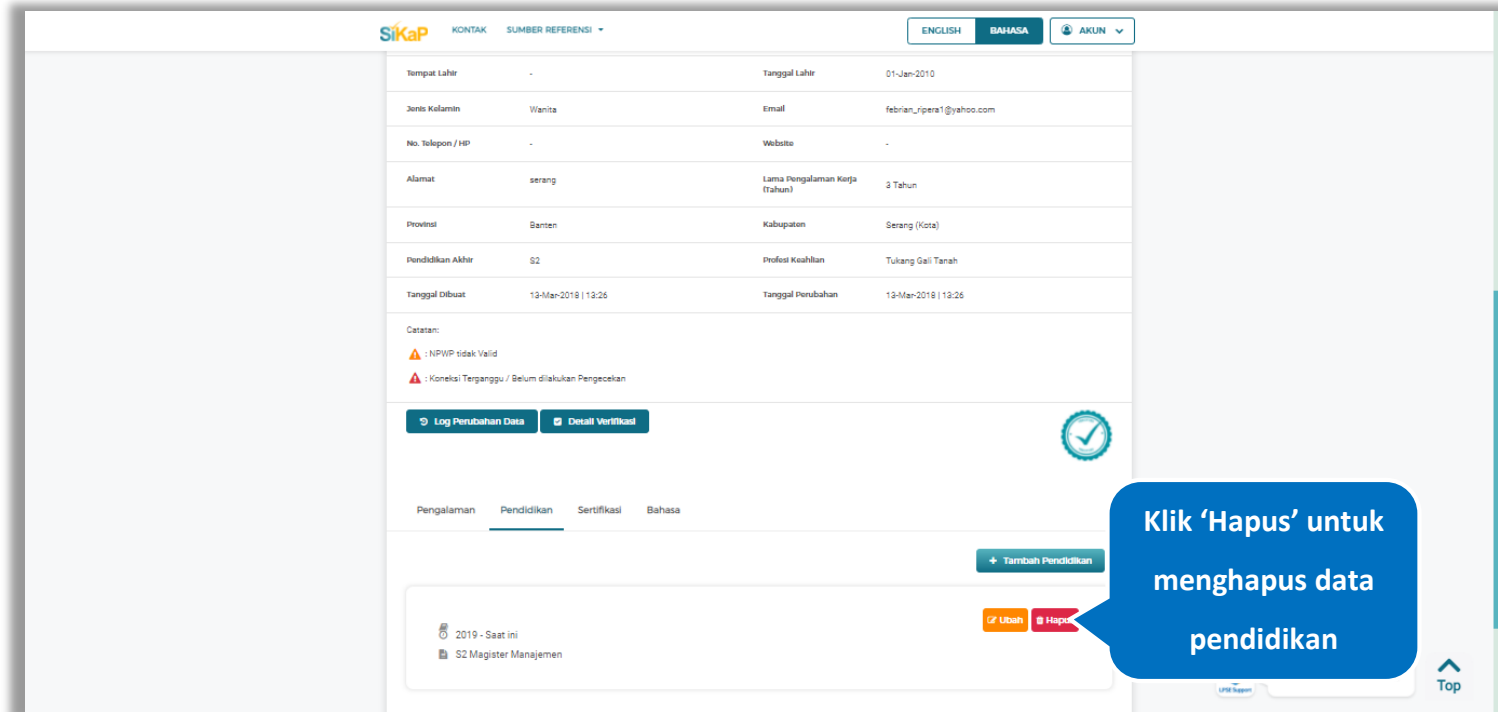 SiKaP KONTAK SUMBER REFERENSI ENGLISH BAHASA AKUN
Tempat Lahir - Tanggal Lahir 01-Jan-2010
Jenis Kelamin Wanita Email febrian_ripera1@yahoo.com
No. Telepon / HP - Website -
Alamat serang Lama Pengalaman Kerja (Tahun) 3 Tahun
Provinsi Banten Kabupaten Serang (Kota)
Pendidikan Akhir S2 Profesi Keahlian Tukang Gali Tanah
Tanggal Dibuat 13-Mar-2018 | 13:26 Tanggal Perubahan 13-Mar-2018 | 13:26
Catatan:
: NPWP tidak Valid
: Koneksi Terganggu / Belum dilakukan Pengecekan
Log Perubahan Data Detail Verifikasi
Pengalaman Pendidikan Sertifikasi Bahasa
+ Tambah Pendidikan
Ubah Hapus
2019 - Saat ini
S2 Magister Manajemen
Klik ‘Hapus’ untuk
menghapus data
pendidikan
LPSE Support
Top